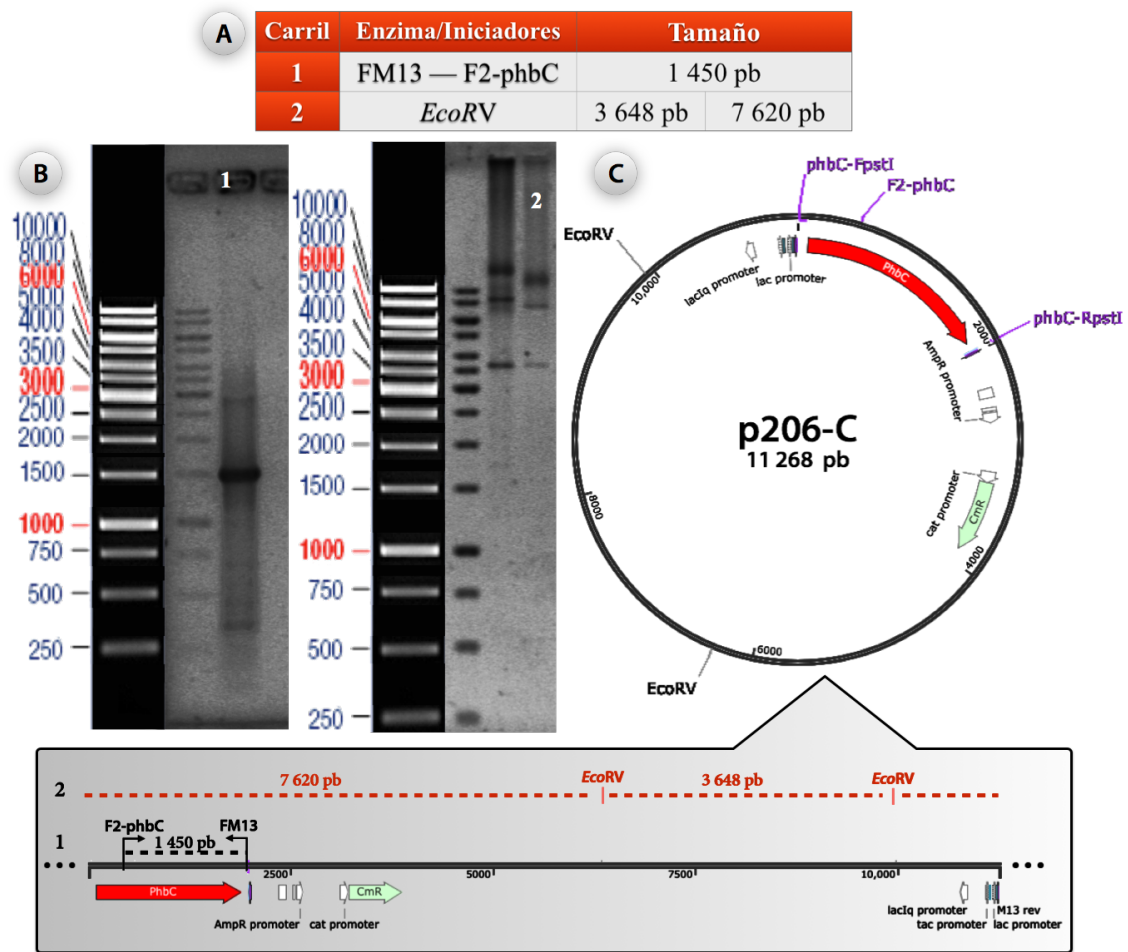 A
Carril Enzima/Iniciadores Tamaño
1 FM13 — F2-phbC 1 450 pb
2 EcoRV 3 648 pb 7 620 pb
B
10000
8000
6000
5000
4000
3500
3000
2500
2000
1500
1000
750
500
250
1
10000
8000
6000
5000
4000
3500
3000
2500
2000
1500
1000
750
500
250
2
C
phbC-FpstI
F2-phbC
EcoRV
lacIq promoter
lac promoter
PhbC
10,000
2000
phbC-RpstI
AmpR promoter
p206-C
11 268 pb
cat promoter
CmR
8000
4000
6000
EcoRV
2 7 620 pb EcoRV 3 648 pb EcoRV
F2-phbC FM13
1 1 450 pb
2500 5000 7500 10,000
PhbC CmR
AmpR promoter cat promoter lacIq promoter M13 rev
tac promoter lac promoter